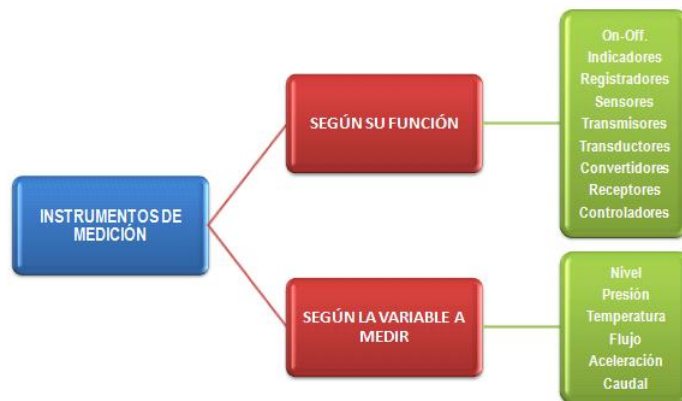 INSTRUMENTOS DE
MEDICIÓN
SEGÚN SU FUNCIÓN
On-Off.
Indicadores
Registradores
Sensores
Transmisores
Transductores
Convertidores
Receptores
Controladores
SEGÚN LA VARIABLE A
MEDIR
Nivel
Presión
Temperatura
Flujo
Aceleración
Caudal